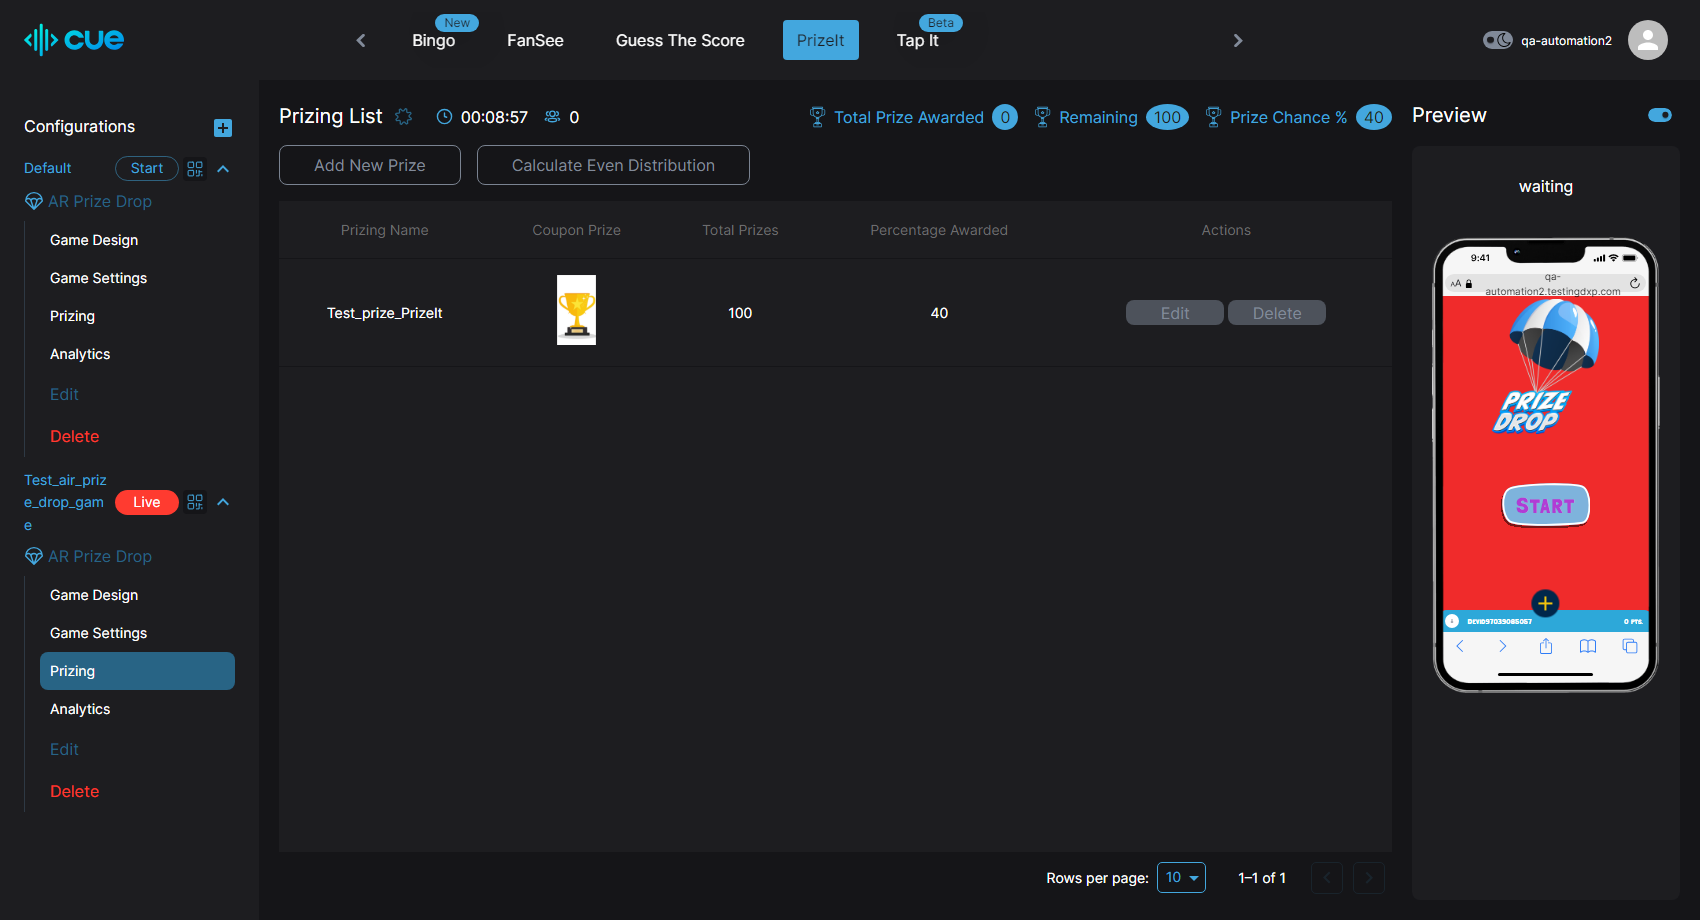 cue
New
Bingo
FanSee
Guess The Score
PrizeIt
Beta
Tap It
qa-automation2
Configurations
Default
Start
AR Prize Drop
Game Design
Game Settings
Prizing
Analytics
Edit
Delete
Test_air_priz
e_drop_gam
e
Live
AR Prize Drop
Game Design
Game Settings
Prizing
Analytics
Edit
Delete
Prizing List
00:08:57
0
Total Prize Awarded 0
Remaining 100
Prize Chance % 40
Add New Prize
Calculate Even Distribution
Prizing Name Coupon Prize Total Prizes Percentage Awarded Actions
Test_prize_PrizeIt 100 40 Edit Delete
Rows per page: 10 1–1 of 1
Preview
waiting
9:41
AA
qa-
automation2.testingdxp.com
PRIZE
DROP
START
0 PTS.